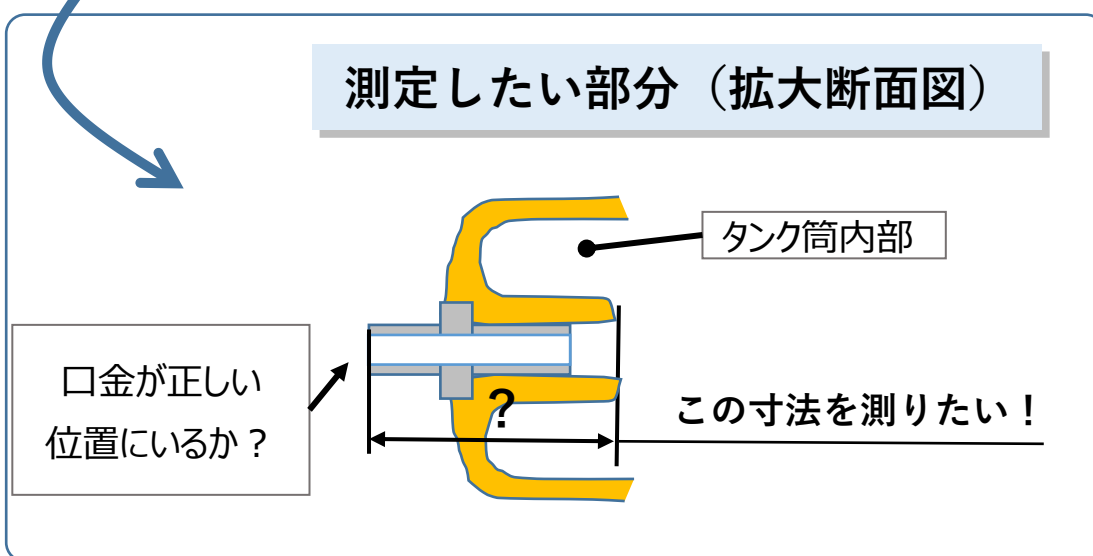 測定したい部分（拡大断面図）
タンク筒内部
口金が正しい
位置にいるか？
?
この寸法を測りたい！